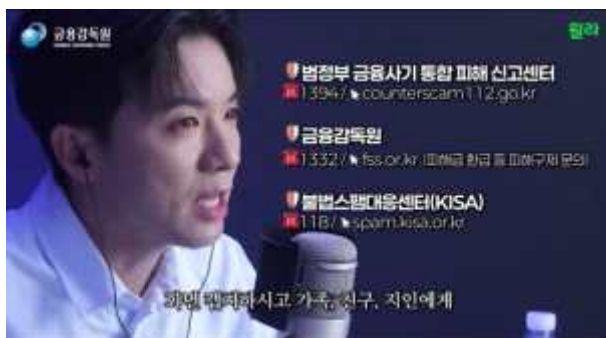 금융감독원
윌라
범정부 금융사기 통합 피해 신고센터
1394 / counterscam112.go.kr
금융감독원
1332 / fss.or.kr (피해금 환급 등 피해구제 문의)
불법스팸대응센터(KISA)
118 / spam.kisa.or.kr
가족, 친구, 지인에게